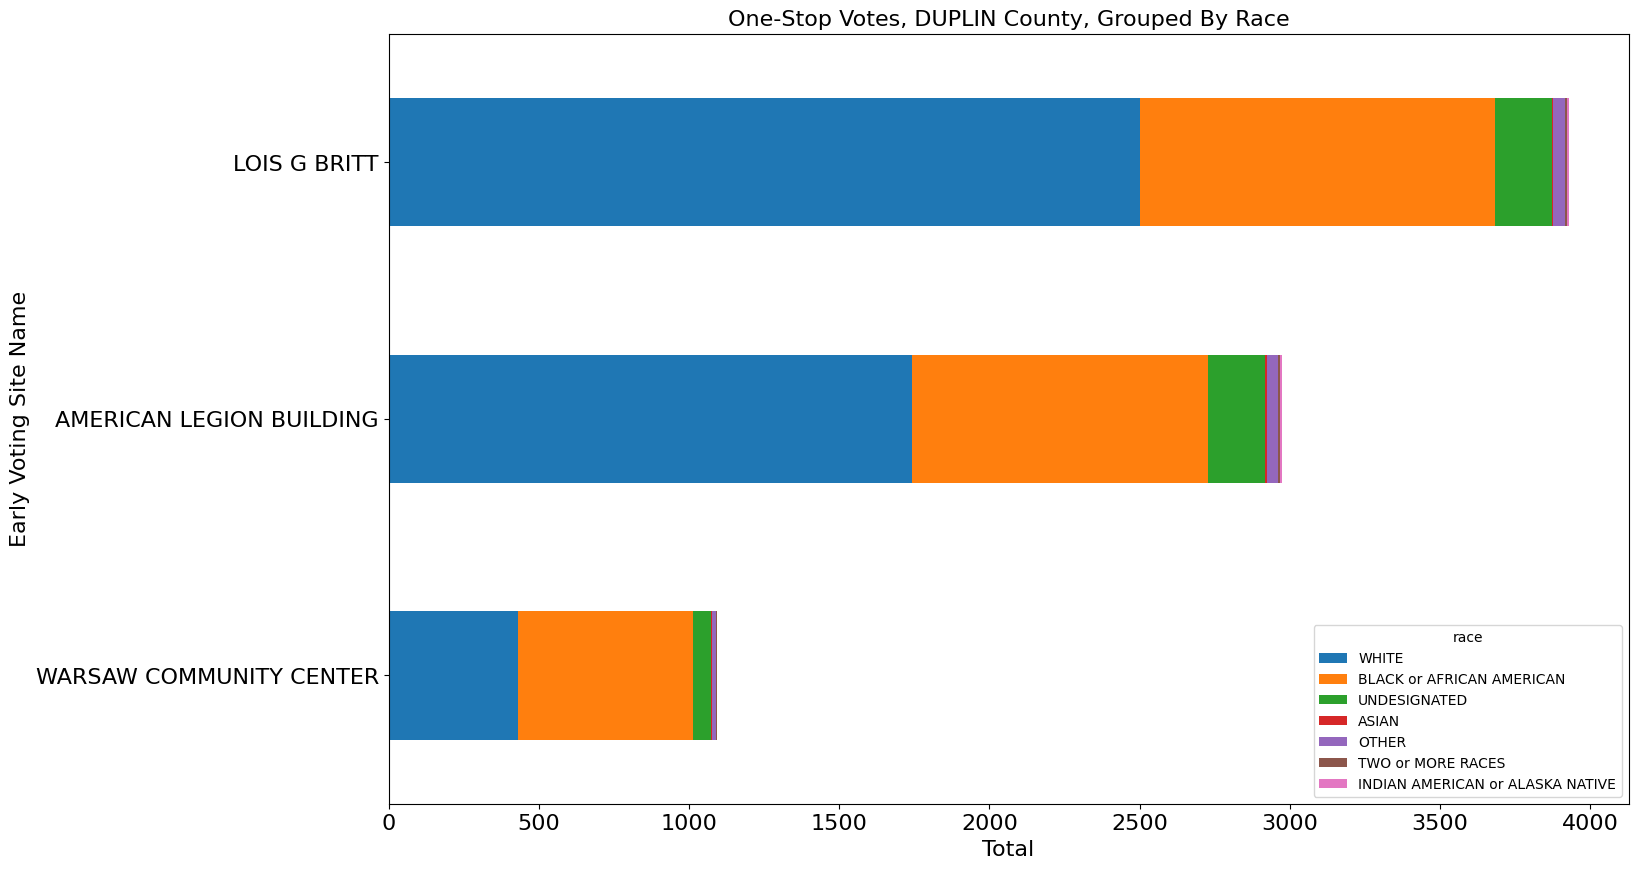 One-Stop Votes, DUPLIN County, Grouped By Race
Early Voting Site Name
LOIS G BRITT
AMERICAN LEGION BUILDING
WARSAW COMMUNITY CENTER
race
WHITE
BLACK or AFRICAN AMERICAN
UNDESIGNATED
ASIAN
OTHER
TWO or MORE RACES
INDIAN AMERICAN or ALASKA NATIVE
0 500 1000 1500 2000 2500 3000 3500 4000
Total